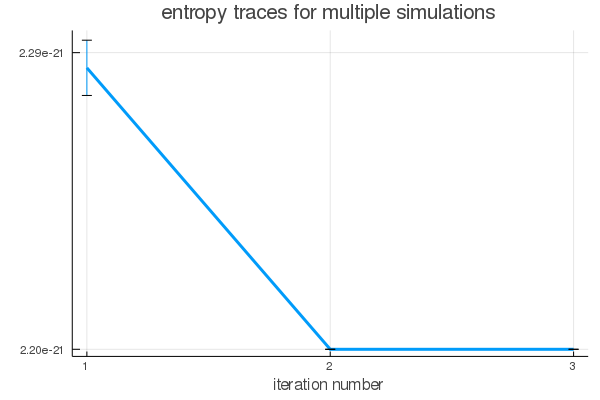 entropy traces for multiple simulations
2.29e-21
2.20e-21
1
2
3
iteration number